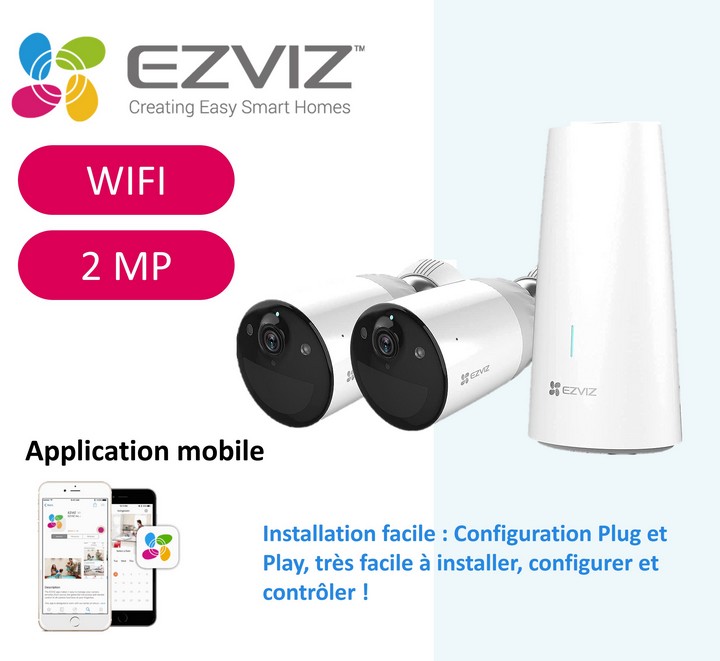 EZVIZ™
Creating Easy Smart Homes
WIFI
2 MP
EZVIZ
EZVIZ
Application mobile
Installation facile : Configuration Plug et
Play, très facile à installer, configurer et
contrôler !